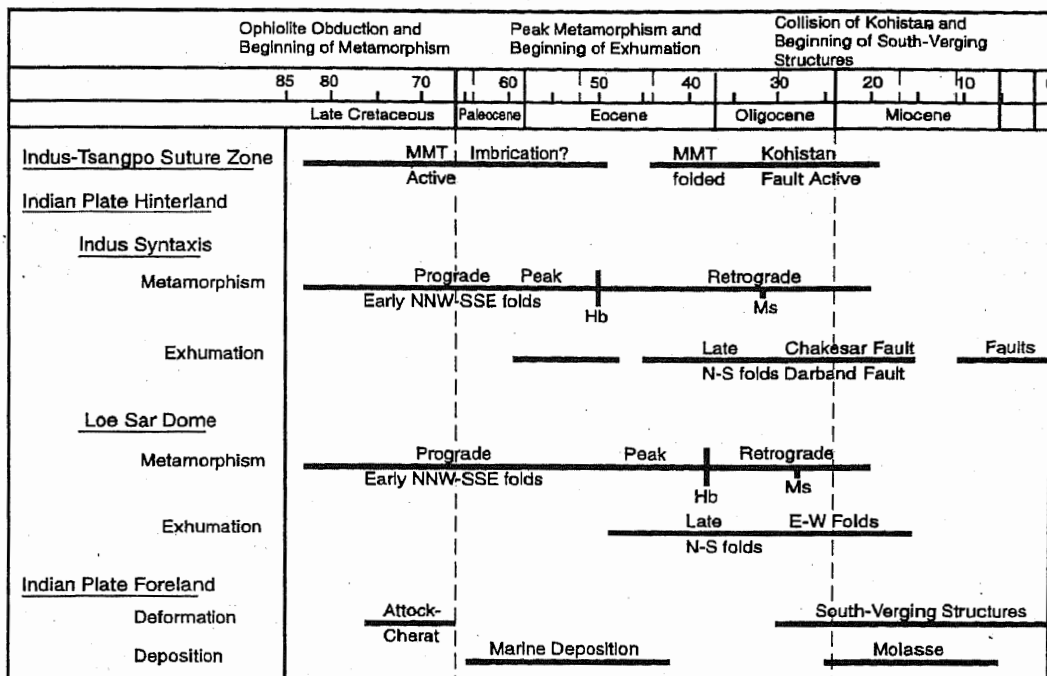 Ophiolite Obduction and
Beginning of Metamorphism
Peak Metamorphism and
Beginning of Exhumation
Collision of Kohistan and
Beginning of South-Verging
Structures
85 80 70 60 50 40 30 20 10 0
Late Cretaceous Paleocene Eocene Oligocene Miocene
Indus-Tsangpo Suture Zone MMT Imbrication? MMT Kohistan
Active folded Fault Active
Indian Plate Hinterland
Indus Syntaxis
Metamorphism Prograde Peak Retrograde
Early NNW-SSE folds Hb Ms
Exhumation Late Chakesar Fault Faults
N-S folds Darband Fault
Loe Sar Dome
Metamorphism Prograde Peak Retrograde
Early NNW-SSE folds Hb Ms
Exhumation Late E-W Folds
N-S folds
Indian Plate Foreland
Deformation Attock- South-Verging Structures
Cherat
Deposition Marine Deposition Molasse